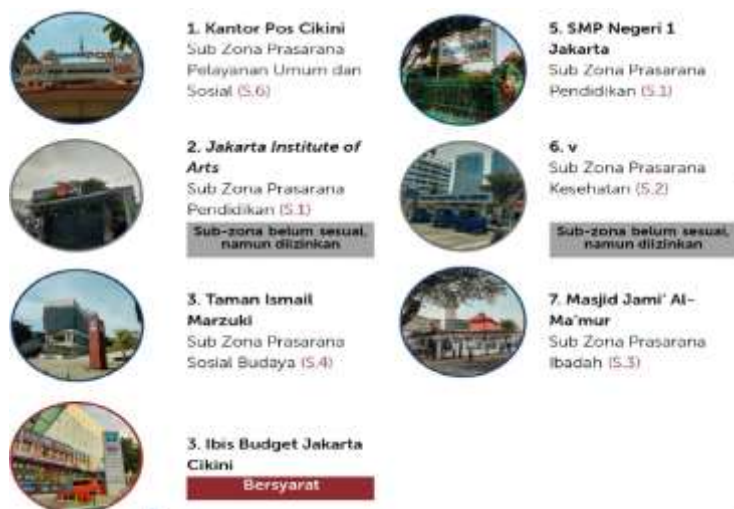 1. Kantor Pos Cikini
Sub Zona Prasarana
Pelayanan Umum dan
Sosial (S.6)
2. Jakarta Institute of
Arts
Sub Zona Prasarana
Pendidikan (S.1)
Sub-zona belum sesuai,
namun diizinkan
3. Taman Ismail
Marzuki
Sub Zona Prasarana
Sosial Budaya (S.4)
3. Ibis Budget Jakarta
Cikini
Bersyarat
5. SMP Negeri 1
Jakarta
Sub Zona Prasarana
Pendidikan (S.1)
6. v
Sub Zona Prasarana
Kesehatan (S.2)
Sub-zona belum sesuai,
namun diizinkan
7. Masjid Jami' Al-
Ma'mur
Sub Zona Prasarana
Ibadah (S.3)